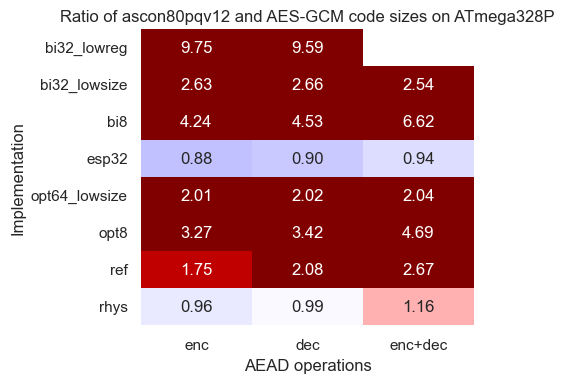 Ratio of ascon80pqv12 and AES-GCM code sizes on ATmega328P
Implementation
bi32_lowreg 9.75 9.59
bi32_lowsize 2.63 2.66 2.54
bi8 4.24 4.53 6.62
esp32 0.88 0.90 0.94
opt64_lowsize 2.01 2.02 2.04
opt8 3.27 3.42 4.69
ref 1.75 2.08 2.67
rhys 0.96 0.99 1.16
enc dec enc+dec
AEAD operations